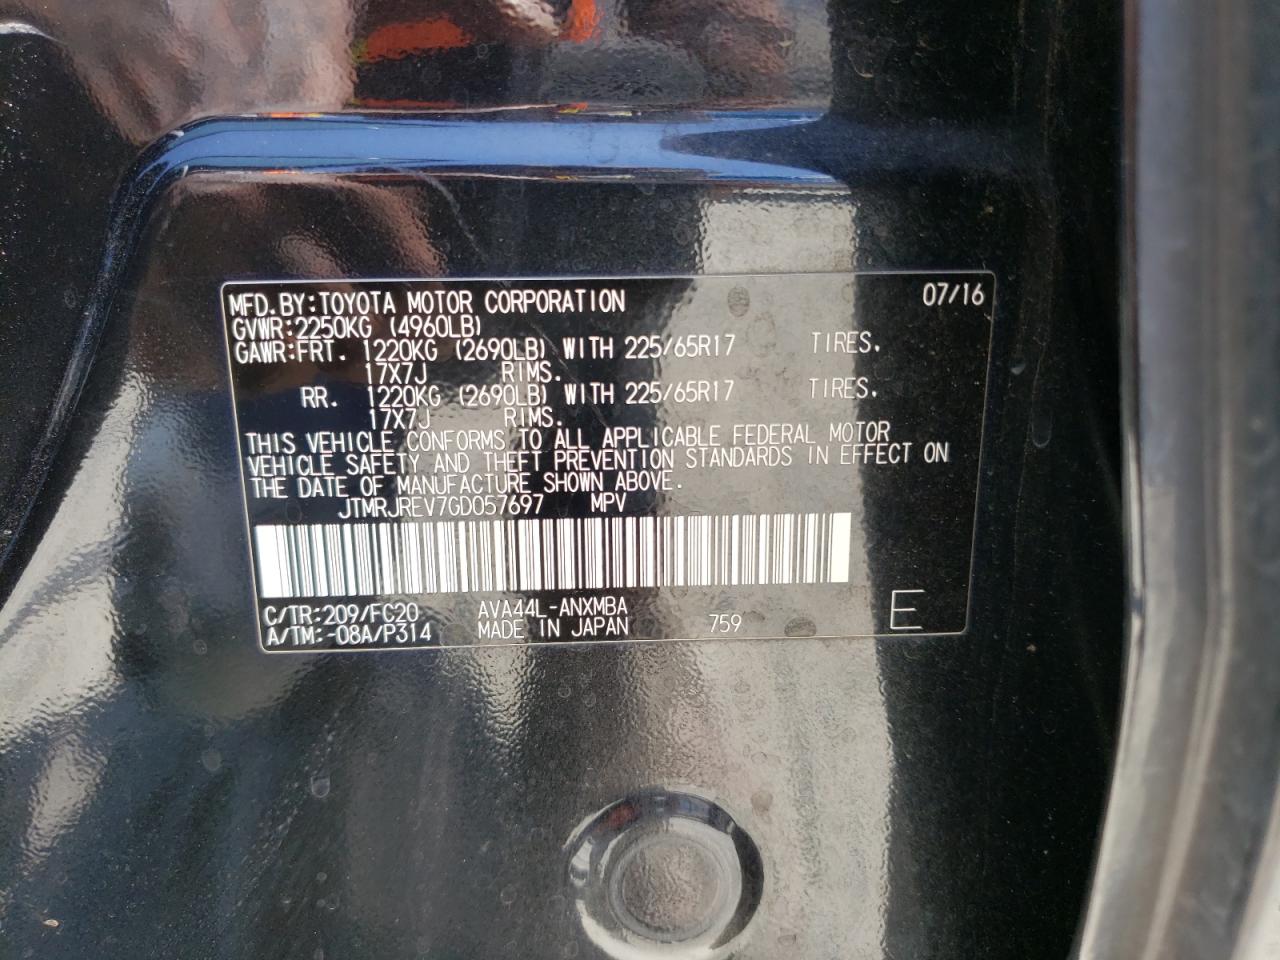 MFD.BY:TOYOTA MOTOR CORPORATION 07/16
GVWR:2250KG (4960LB)
GAWR:FRT. 1220KG (2690LB) WITH 225/65R17 TIRES.
17X7J RIMS.
RR. 1220KG (2690LB) WITH 225/65R17 TIRES.
17X7J RIMS.
THIS VEHICLE CONFORMS TO ALL APPLICABLE FEDERAL MOTOR
VEHICLE SAFETY AND THEFT PREVENTION STANDARDS IN EFFECT ON
THE DATE OF MANUFACTURE SHOWN ABOVE.
JTMRJREV7GD057697 MPV
C/TR:209/FC20 AVA44L-ANXMBA
A/TM:-08A/P314 MADE IN JAPAN 759 E